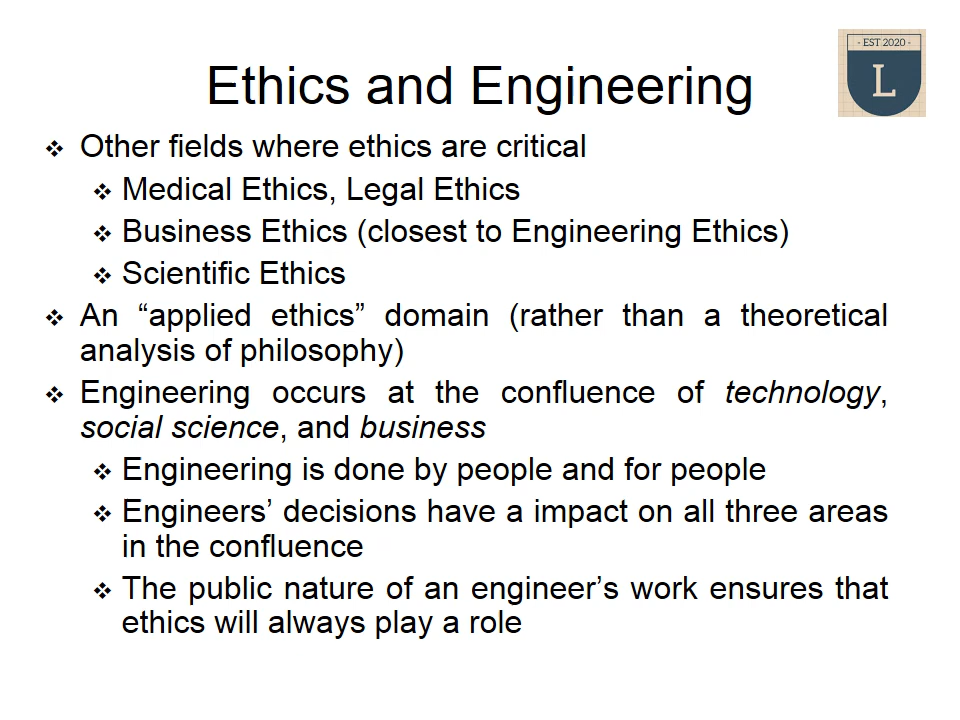 - EST 2020 -
L
Ethics and Engineering
❖ Other fields where ethics are critical
❖ Medical Ethics, Legal Ethics
❖ Business Ethics (closest to Engineering Ethics)
❖ Scientific Ethics
❖ An “applied ethics” domain (rather than a theoretical
analysis of philosophy)
❖ Engineering occurs at the confluence of technology,
social science, and business
❖ Engineering is done by people and for people
❖ Engineers’ decisions have a impact on all three areas
in the confluence
❖ The public nature of an engineer’s work ensures that
ethics will always play a role